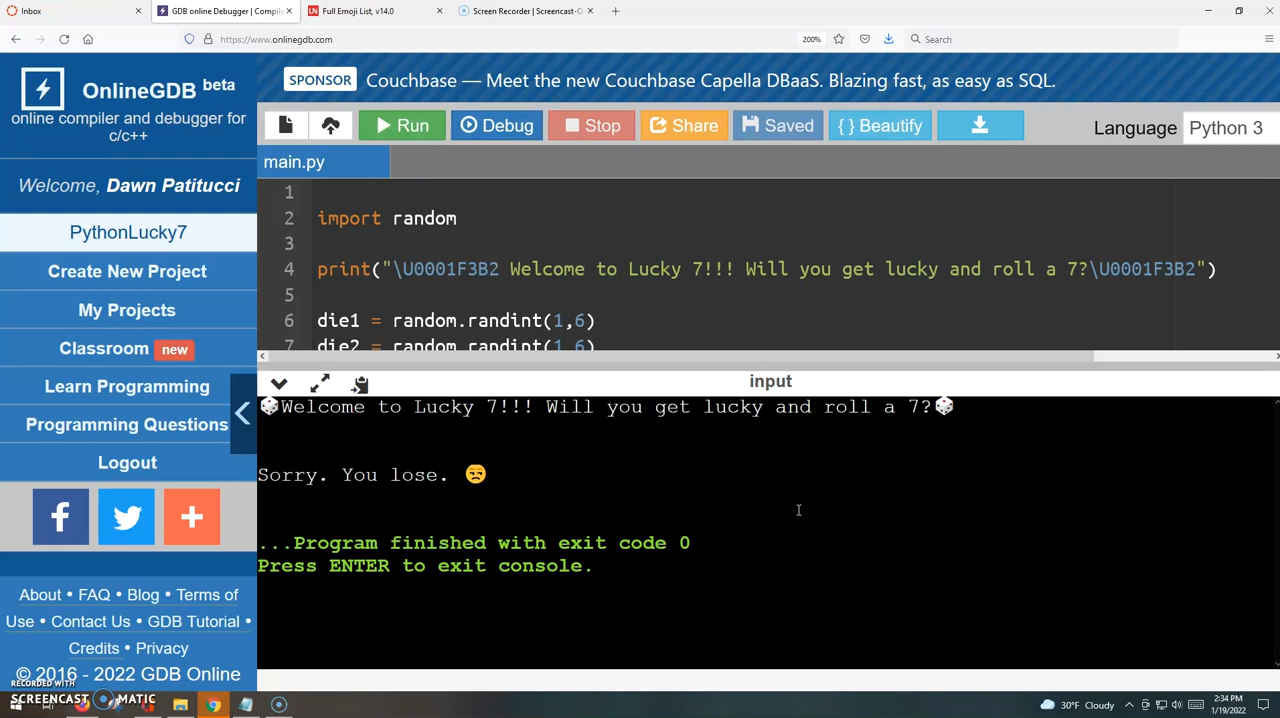 Inbox
GDB online Debugger | Compile
Full Emoji List, v14.0
Screen Recorder | Screencast-O
https://www.onlinegdb.com
200%
Search
OnlineGDB beta
online compiler and debugger for
c/c++
Welcome, Dawn Patitucci
PythonLucky7
Create New Project
My Projects
Classroom new
Learn Programming
Programming Questions
Logout
About • FAQ • Blog • Terms of
Use • Contact Us • GDB Tutorial •
Credits • Privacy
© 2016 - 2022 GDB Online
SPONSOR Couchbase — Meet the new Couchbase Capella DBaaS. Blazing fast, as easy as SQL.
Run Debug Stop Share Saved { } Beautify Language Python 3
main.py
1
2 import random
3
4 print("\U0001F3B2 Welcome to Lucky 7!!! Will you get lucky and roll a 7?\U0001F3B2")
5
6 die1 = random.randint(1,6)
7 die2 = random.randint(1,6)
input
🎲Welcome to Lucky 7!!! Will you get lucky and roll a 7?🎲
Sorry. You lose. 😒
...Program finished with exit code 0
Press ENTER to exit console.
RECORDED WITH
SCREENCAST MATIC
30°F Cloudy
2:34 PM
1/19/2022